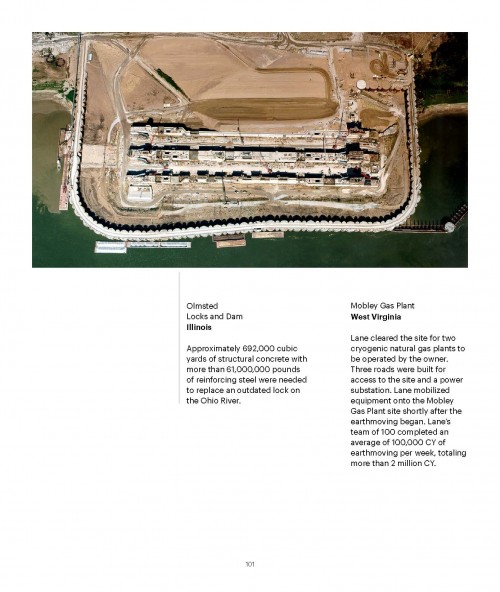 Olmsted
Locks and Dam
Illinois
Approximately 692,000 cubic
yards of structural concrete with
more than 61,000,000 pounds
of reinforcing steel were needed
to replace an outdated lock on
the Ohio River.
Mobley Gas Plant
West Virginia
Lane cleared the site for two
cryogenic natural gas plants to
be operated by the owner.
Three roads were built for
access to the site and a power
substation. Lane mobilized
equipment onto the Mobley
Gas Plant site shortly after the
earthmoving began. Lane's
team of 100 completed an
average of 100,000 CY of
earthmoving per week, totaling
more than 2 million CY.
101